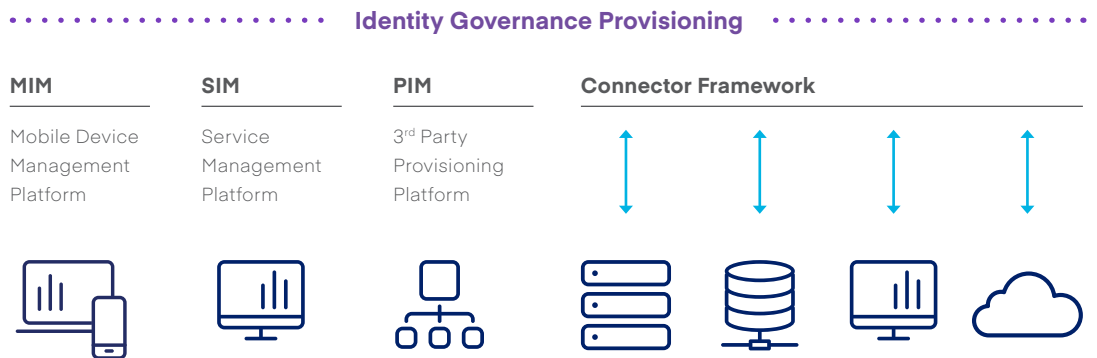 Identity Governance Provisioning
MIM
Mobile Device
Management
Platform
SIM
Service
Management
Platform
PIM
3rd Party
Provisioning
Platform
Connector Framework